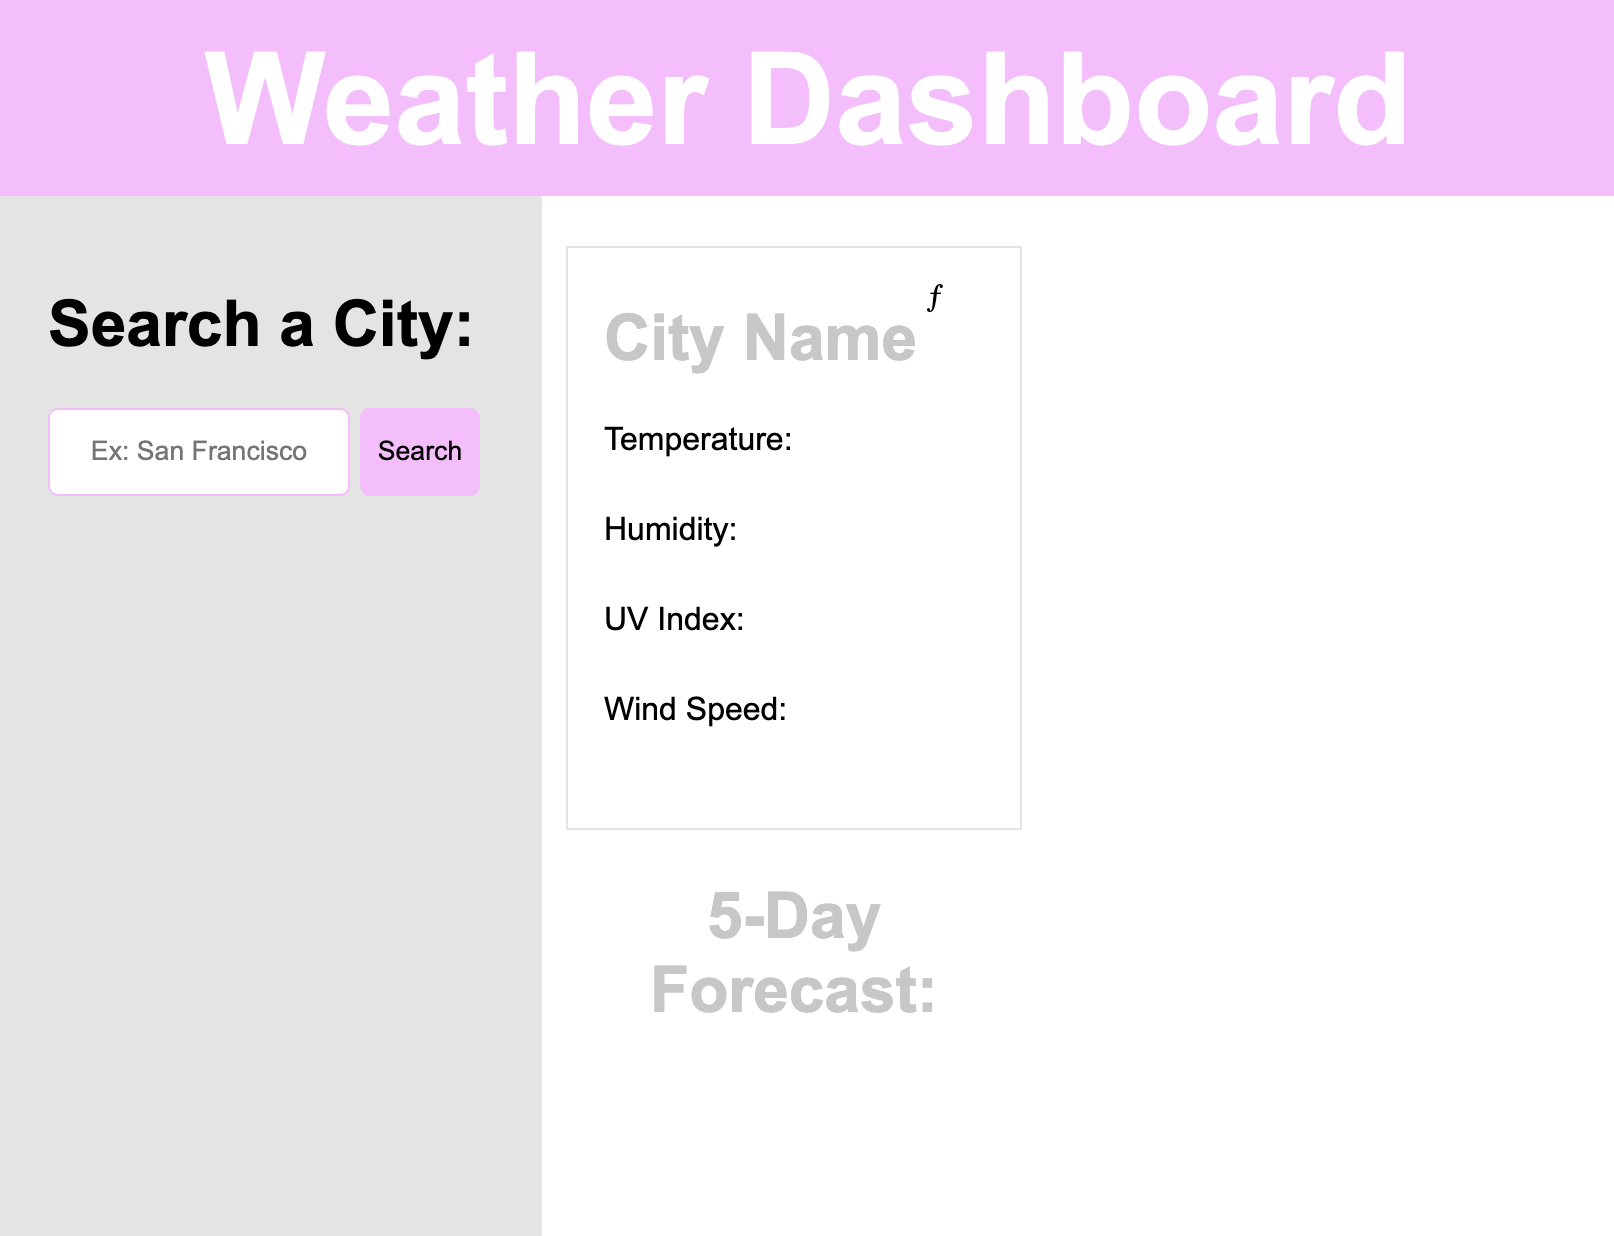 Weather Dashboard
Search a City:
Ex: San Francisco
Search
City Name ƒ
Temperature:
Humidity:
UV Index:
Wind Speed:
5-Day
Forecast: